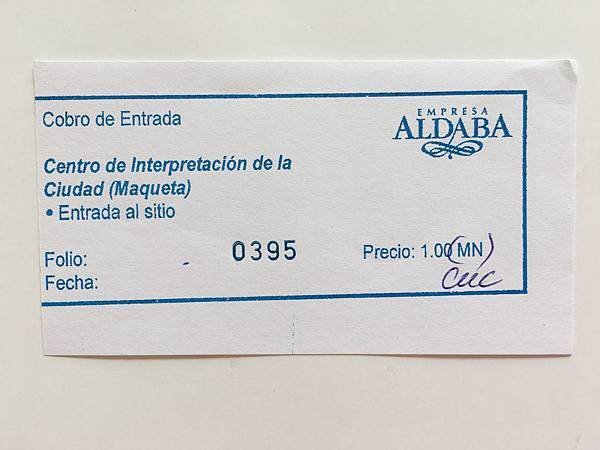 Cobro de Entrada
EMPRESA
ALDABA
Centro de Interpretación de la
Ciudad (Maqueta)
• Entrada al sitio
Folio: 0395
Precio: 1.00 (MN)
CUC
Fecha: